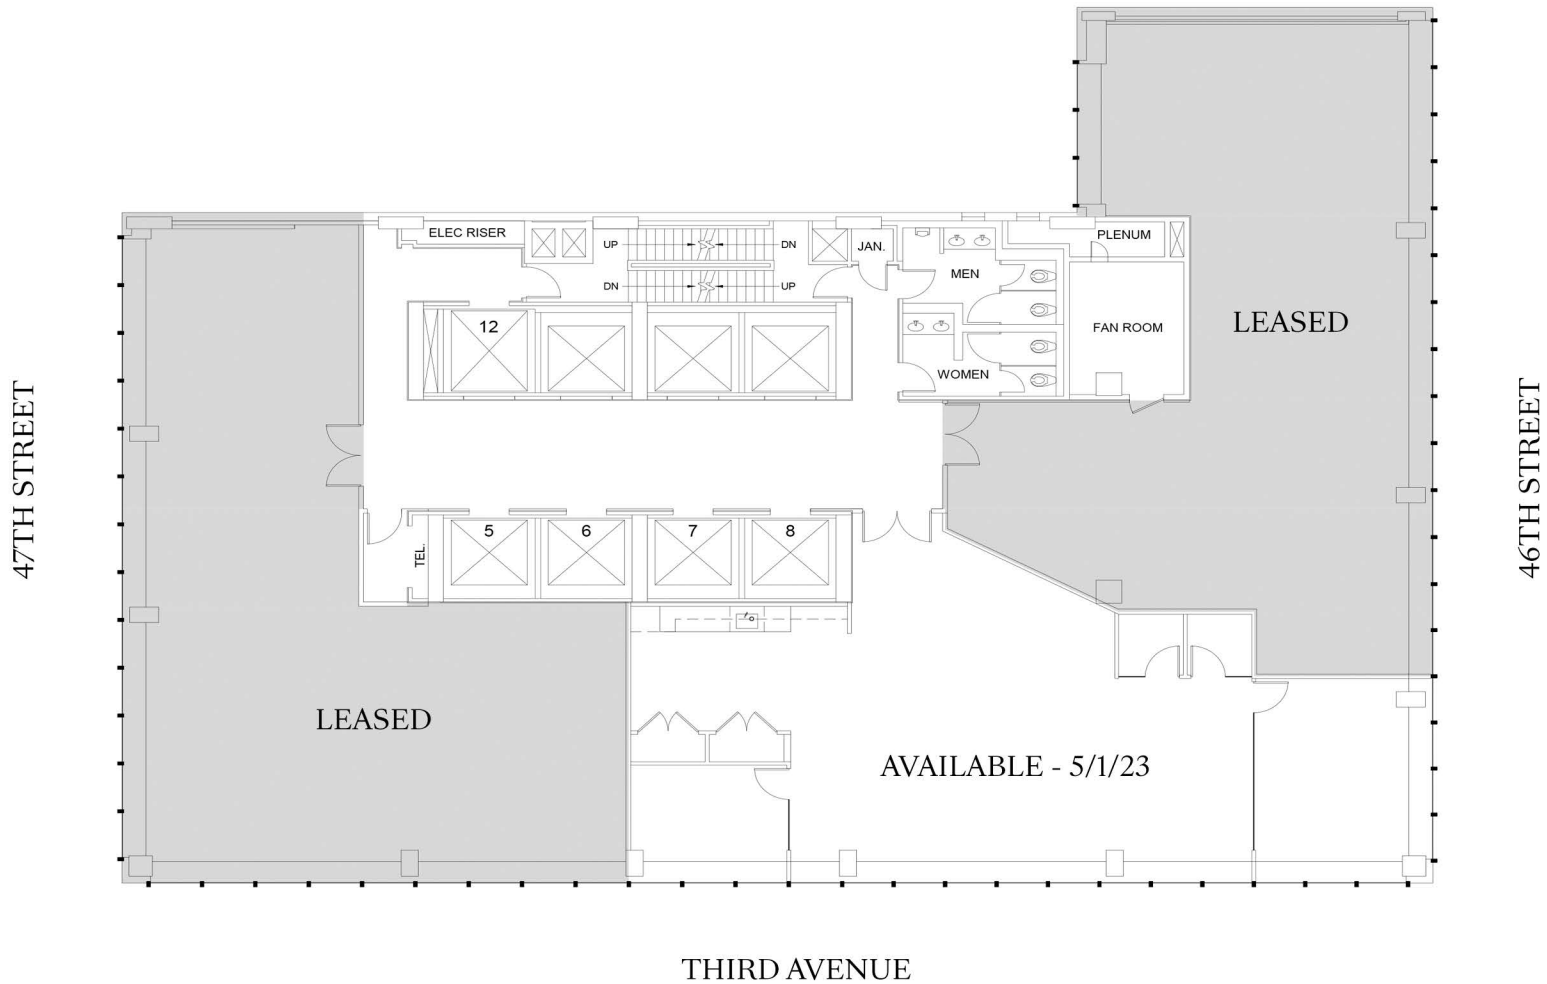 ELEC RISER
UP
DN
DN
UP
JAN.
PLENUM
MEN
12
FAN ROOM
LEASED
WOMEN
47TH STREET
46TH STREET
TEL.
5
6
7
8
LEASED
AVAILABLE - 5/1/23
THIRD AVENUE